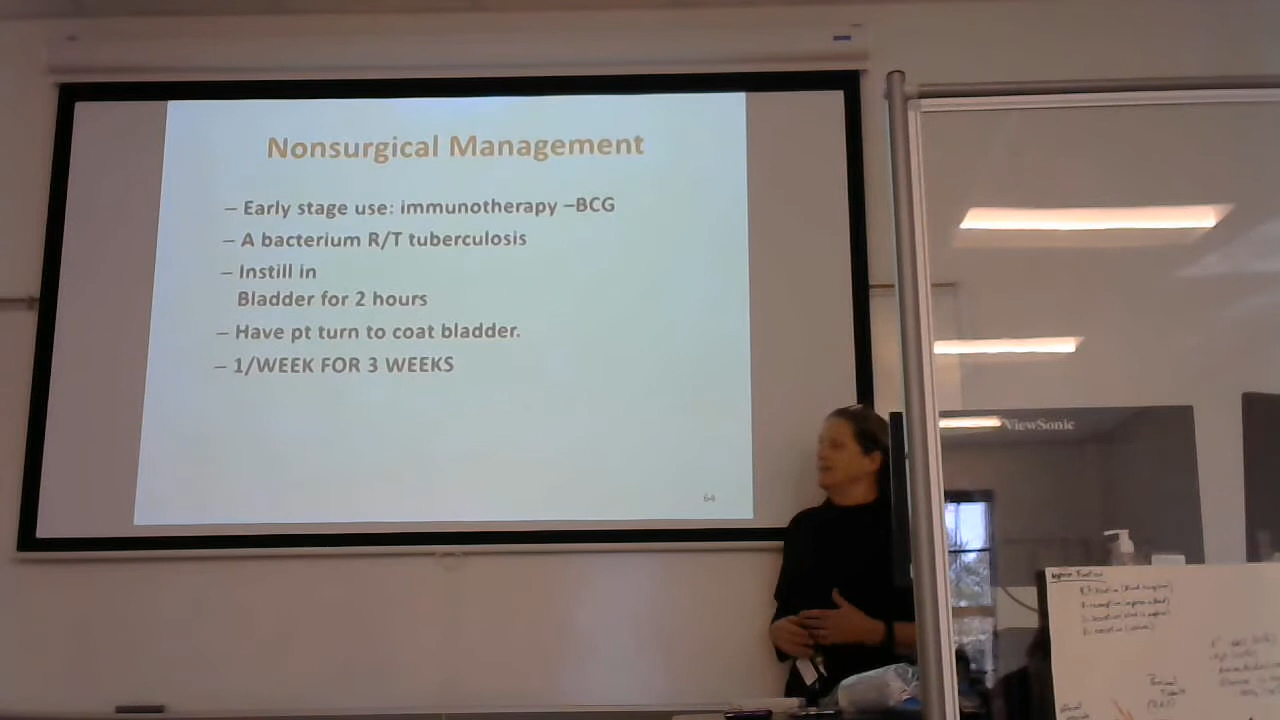 Nonsurgical Management
– Early stage use: immunotherapy –BCG
– A bacterium R/T tuberculosis
– Instill in
Bladder for 2 hours
– Have pt turn to coat bladder.
– 1/WEEK FOR 3 WEEKS
64
ViewSonic